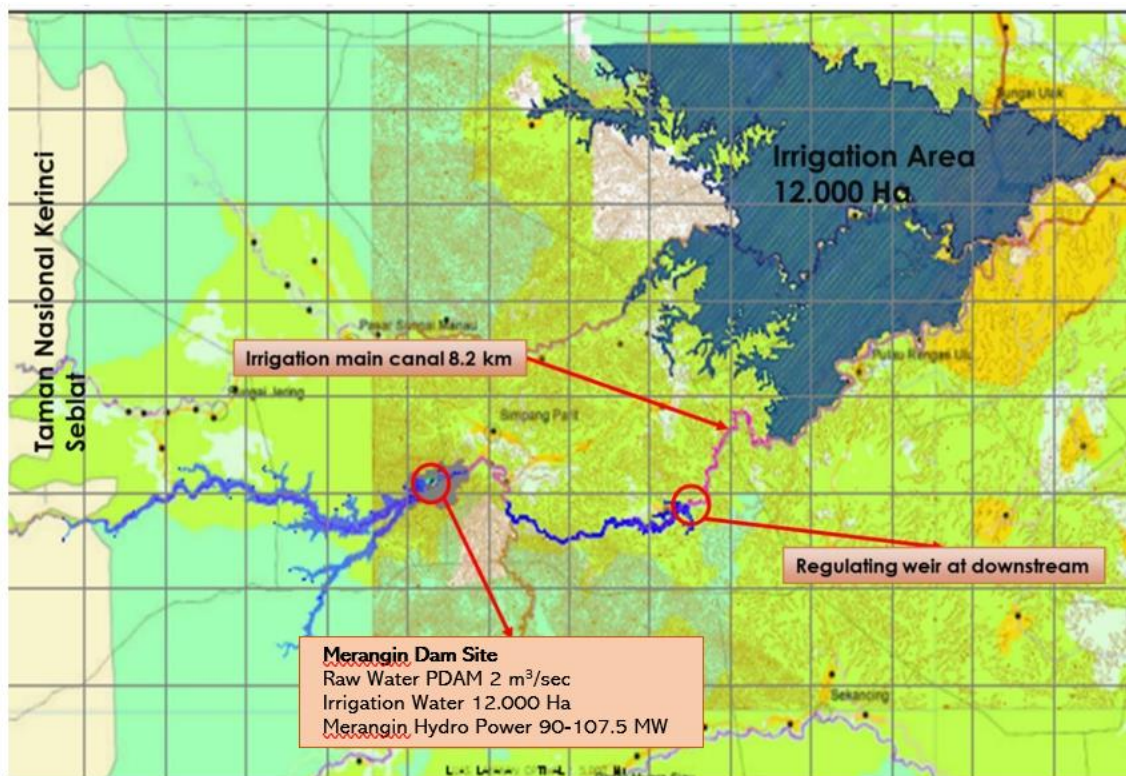 Sungai Ulak
Irrigation Area
12.000 Ha
Taman Nasional Kerinci
Seblat
Pasar Sungai Manau
Irrigation main canal 8.2 km
Pulau Rengas Ulu
Sungai Jering
Simpang Parit
Regulating weir at downstream
Merangin Dam Site
Raw Water PDAM 2 m³/sec
Irrigation Water 12.000 Ha
Merangin Hydro Power 90-107.5 MW
Sekancing